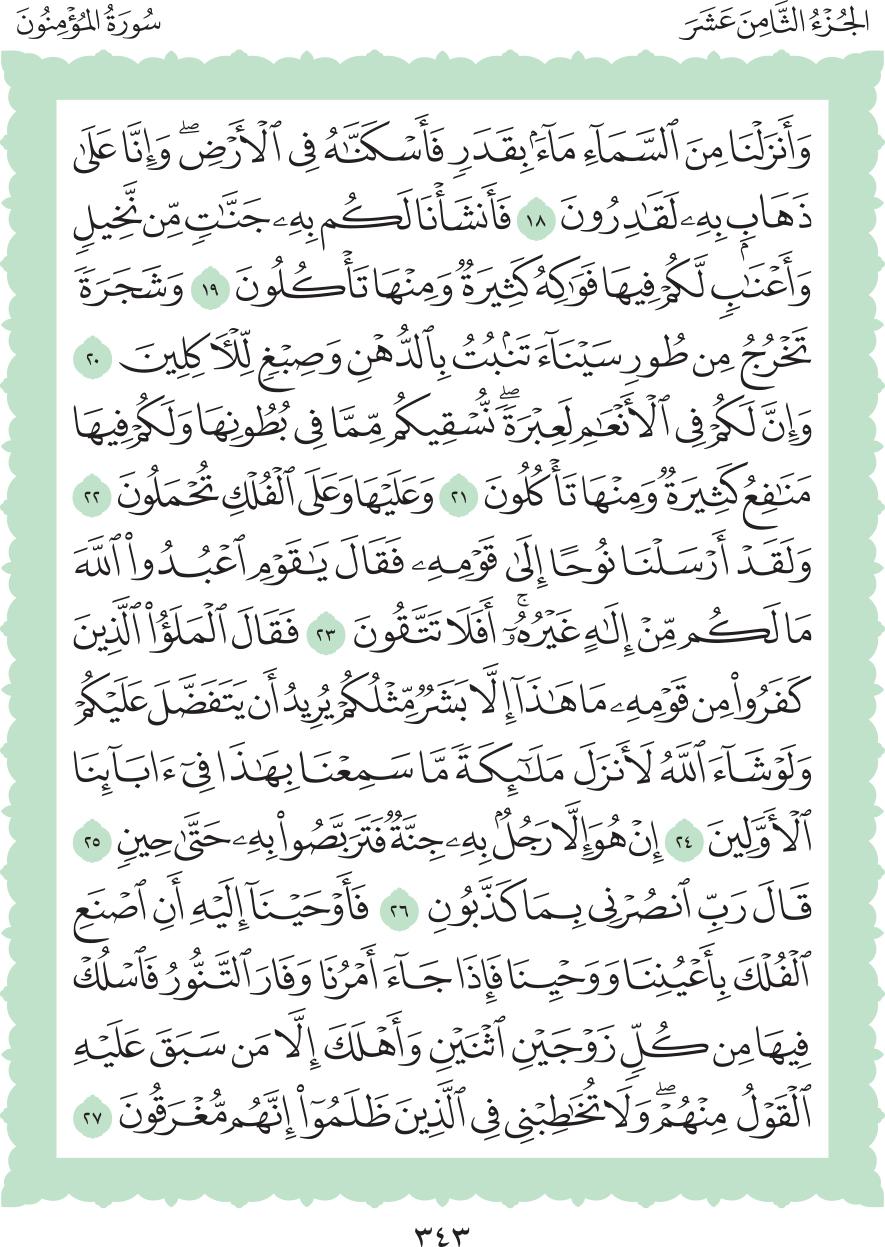 الجُزْءُ الثَّامِنَ عَشَرَ
سُورَةُ المُؤْمِنُونَ
وَأَنزَلْنَا مِنَ ٱلسَّمَآءِ مَآءَۢ بِقَدَرٖ فَأَسْكَنَّٰهُ فِي ٱلْأَرْضِۖ وَإِنَّا عَلَىٰ
ذَهَابِۭ بِهِۦ لَقَٰدِرُونَ ١٨ فَأَنشَأْنَا لَكُم بِهِۦ جَنَّٰتٖ مِّن نَّخِيلٖ
وَأَعْنَٰبٖ لَّكُمْ فِيهَا فَوَٰكِهُ كَثِيرَةٞ وَمِنْهَا تَأْكُلُونَ ١٩ وَشَجَرَةٗ
تَخْرُجُ مِن طُورِ سَيْنَآءَ تَنۢبُتُ بِٱلدُّهْنِ وَصِبْغٖ لِّلْأٓكِلِينَ ٢٠
وَإِنَّ لَكُمْ فِي ٱلْأَنْعَٰمِ لَعِبْرَةٗۖ نُّسْقِيكُم مِّمَّا فِي بُطُونِهَا وَلَكُمْ فِيهَا
مَنَٰفِعُ كَثِيرَةٞ وَمِنْهَا تَأْكُلُونَ ٢١ وَعَلَيْهَا وَعَلَى ٱلْفُلْكِ تُحْمَلُونَ ٢٢
وَلَقَدْ أَرْسَلْنَا نُوحًا إِلَىٰ قَوْمِهِۦ فَقَالَ يَٰقَوْمِ ٱعْبُدُوا۟ ٱللَّهَ
مَا لَكُم مِّنْ إِلَٰهٍ غَيْرُهُۥٓۚ أَفَلَا تَتَّقُونَ ٢٣ فَقَالَ ٱلْمَلَؤُا۟ ٱلَّذِينَ
كَفَرُوا۟ مِن قَوْمِهِۦ مَا هَٰذَآ إِلَّا بَشَرٞ مِّثْلُكُمْ يُرِيدُ أَن يَتَفَضَّلَ عَلَيْكُمْ
وَلَوْ شَآءَ ٱللَّهُ لَأَنزَلَ مَلَٰٓئِكَةٗ مَّا سَمِعْنَا بِهَٰذَا فِيٓ ءَابَآئِنَا
ٱلْأَوَّلِينَ ٢٤ إِنْ هُوَ إِلَّا رَجُلُۢ بِهِۦ جِنَّةٞ فَتَرَبَّصُوا۟ بِهِۦ حَتَّىٰ حِينٖ ٢٥
قَالَ رَبِّ ٱنصُرْنِي بِمَا كَذَّبُونِ ٢٦ فَأَوْحَيْنَآ إِلَيْهِ أَنِ ٱصْنَعِ
ٱلْفُلْكَ بِأَعْيُنِنَا وَوَحْيِنَا فَإِذَا جَآءَ أَمْرُنَا وَفَارَ ٱلتَّنُّورُ فَٱسْلُكْ
فِيهَا مِن كُلّٖ زَوْجَيْنِ ٱثْنَيْنِ وَأَهْلَكَ إِلَّا مَن سَبَقَ عَلَيْهِ
ٱلْقَوْلُ مِنْهُمْۖ وَلَا تُخَٰطِبْنِي فِي ٱلَّذِينَ ظَلَمُوٓا۟ إِنَّهُم مُّغْرَقُونَ ٢٧
٣٤٣